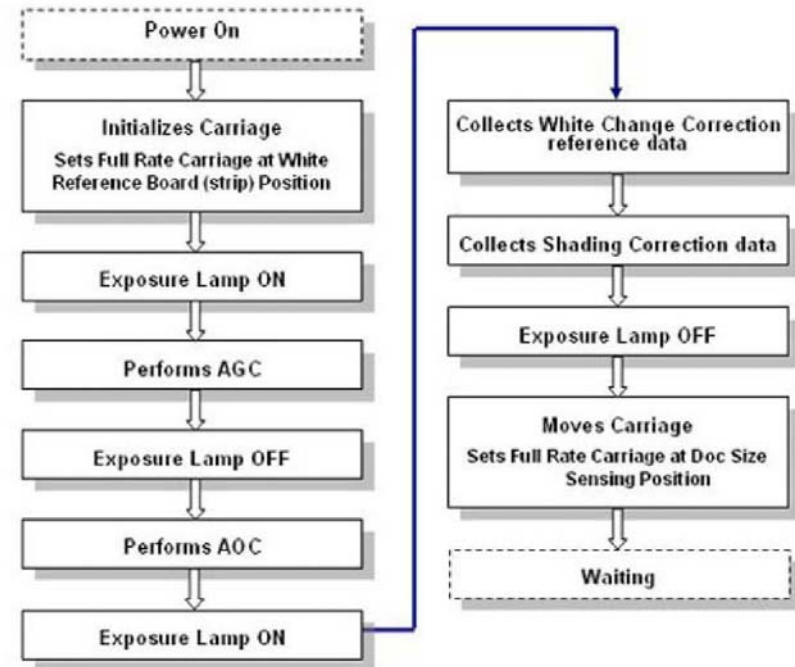 Power On
Initializes Carriage
Sets Full Rate Carriage at White
Reference Board (strip) Position
Exposure Lamp ON
Performs AGC
Exposure Lamp OFF
Performs AOC
Exposure Lamp ON
Collects White Change Correction
reference data
Collects Shading Correction data
Exposure Lamp OFF
Moves Carriage
Sets Full Rate Carriage at Doc Size
Sensing Position
Waiting